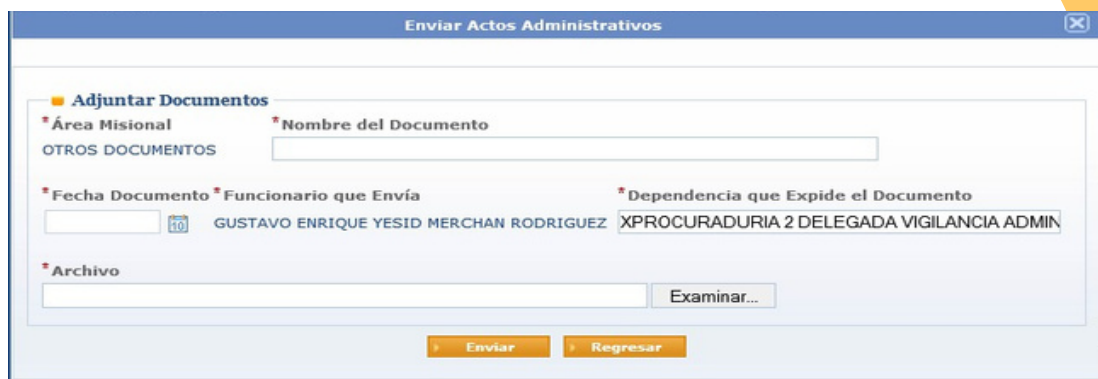 Enviar Actos Administrativos
Adjuntar Documentos
*Área Misional *Nombre del Documento
OTROS DOCUMENTOS
*Fecha Documento *Funcionario que Envía *Dependencia que Expide el Documento
10 GUSTAVO ENRIQUE YESID MERCHAN RODRIGUEZ XPROCURADURIA 2 DELEGADA VIGILANCIA ADMIN
*Archivo
Examinar...
Enviar Regresar